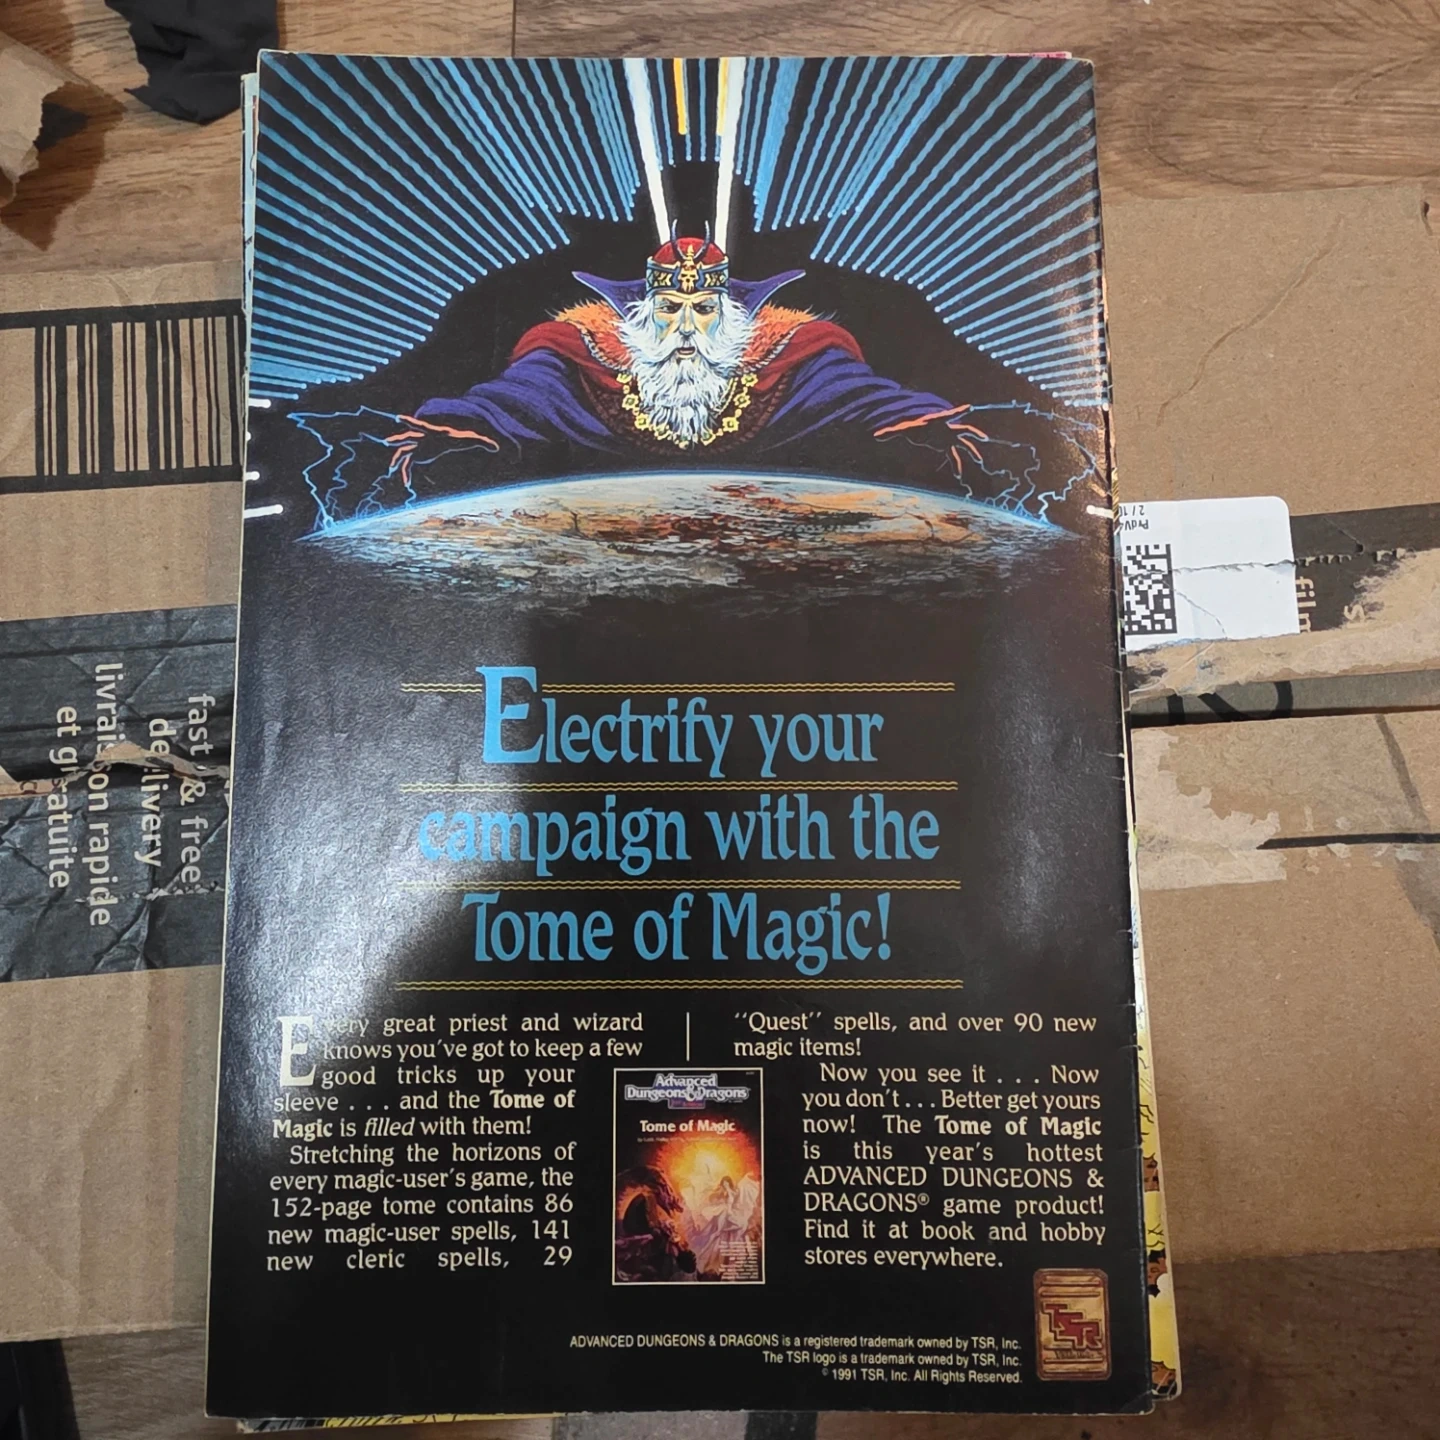 Electrify your
campaign with the
Tome of Magic!
Every great priest and wizard
knows you've got to keep a few
good tricks up your
sleeve . . . and the Tome of
Magic is filled with them!
Stretching the horizons of
every magic-user's game, the
152-page tome contains 86
new magic-user spells, 141
new cleric spells, 29
"Quest" spells, and over 90 new
magic items!
Now you see it . . . Now
you don't . . . Better get yours
now! The Tome of Magic
is this year's hottest
ADVANCED DUNGEONS &
DRAGONS® game product!
Find it at book and hobby
stores everywhere.
Advanced
Dungeons & Dragons
Tome of Magic
TSR
ADVANCED DUNGEONS & DRAGONS is a registered trademark owned by TSR, Inc.
The TSR logo is a trademark owned by TSR, Inc.
© 1991 TSR, Inc. All Rights Reserved.
fast & free
delivery
livraison rapide
et gratuite
2 / 10